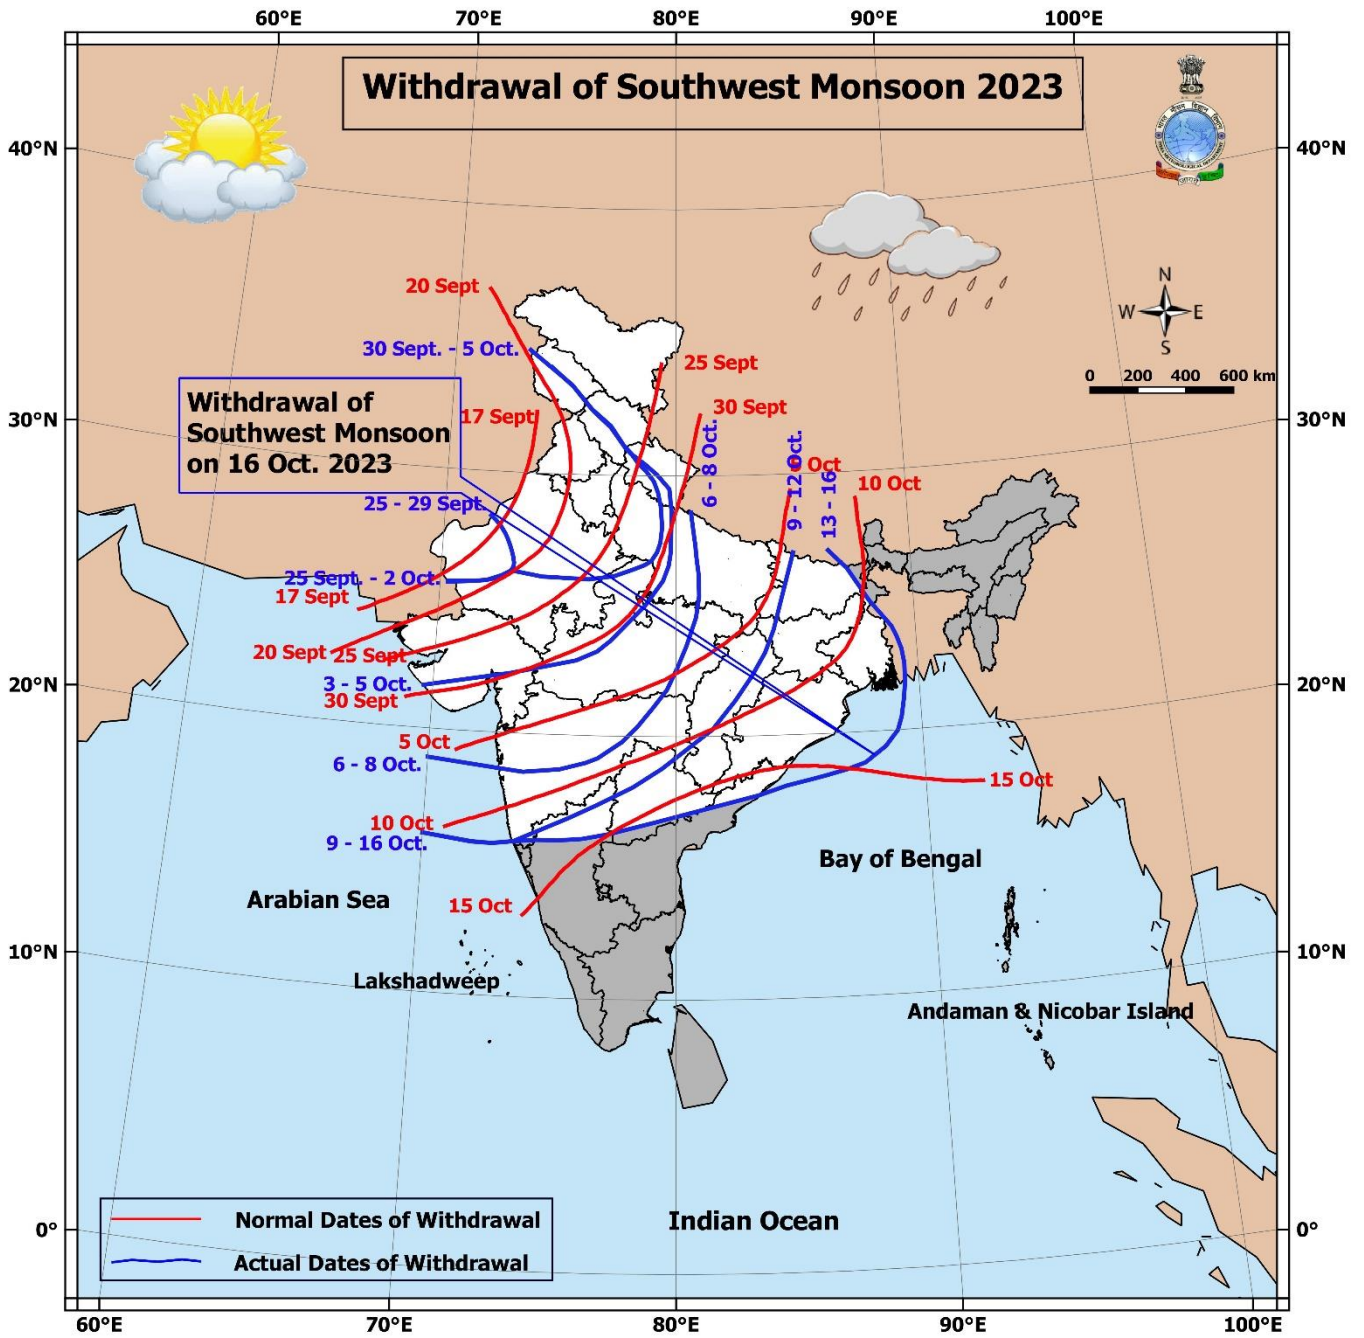 60°E 70°E 80°E 90°E 100°E
Withdrawal of Southwest Monsoon 2023
40°N 40°N
N
W E
S
20 Sept
30 Sept. - 5 Oct.
25 Sept
0 200 400 600 km
Withdrawal of
Southwest Monsoon
on 16 Oct. 2023
17 Sept
30 Sept
30°N 30°N
6 - 8 Oct.
9 - 12 Oct.
Oct
13 - 16
10 Oct
25 - 29 Sept.
25 Sept. - 2 Oct.
17 Sept
20 Sept
25 Sept
3 - 5 Oct.
20°N 20°N
30 Sept
5 Oct
6 - 8 Oct.
15 Oct
10 Oct
9 - 16 Oct.
Bay of Bengal
Arabian Sea
15 Oct
10°N 10°N
Lakshadweep
Andaman & Nicobar Island
Normal Dates of Withdrawal
Indian Ocean
0° 0°
Actual Dates of Withdrawal
60°E 70°E 80°E 90°E 100°E